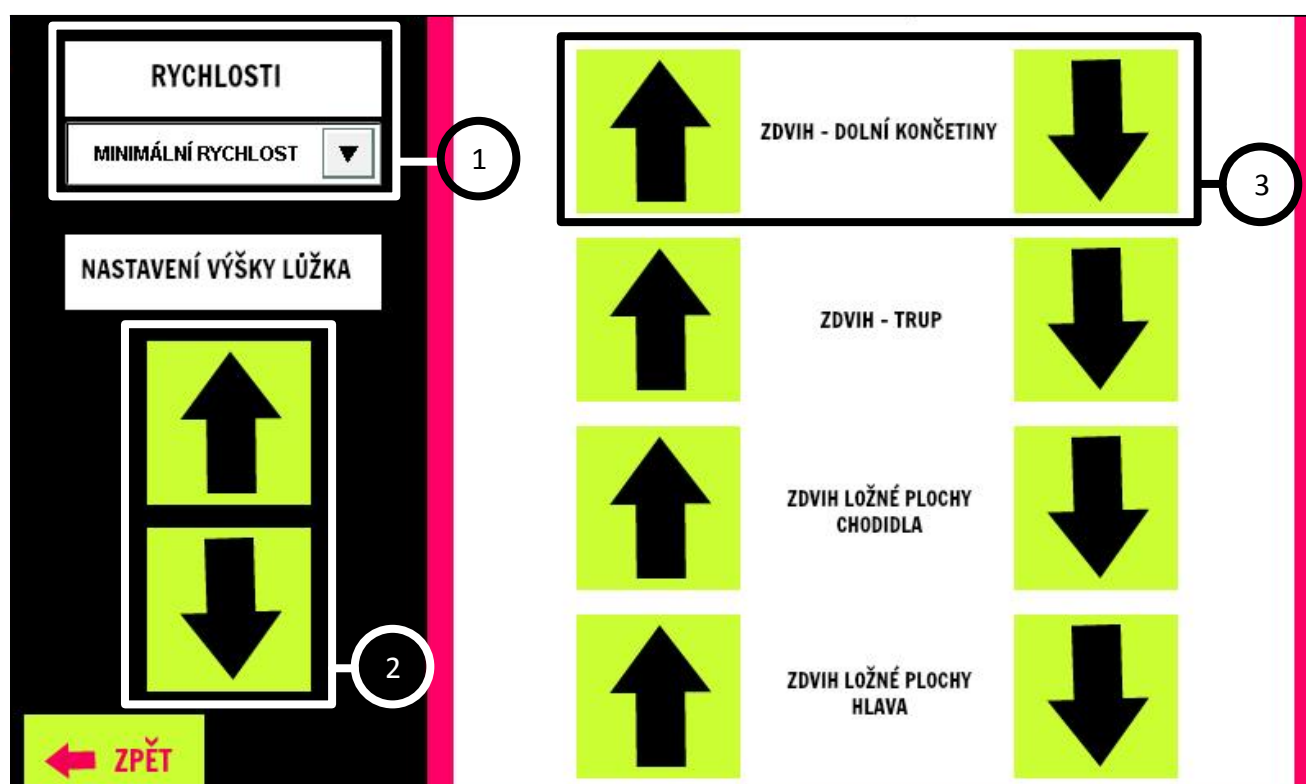 RYCHLOSTI
MINIMÁLNÍ RYCHLOST
1
NASTAVENÍ VÝŠKY LŮŽKA
2
ZPĚT
ZDVIH - DOLNÍ KONČETINY
3
ZDVIH - TRUP
ZDVIH LOŽNÉ PLOCHY
CHODIDLA
ZDVIH LOŽNÉ PLOCHY
HLAVA